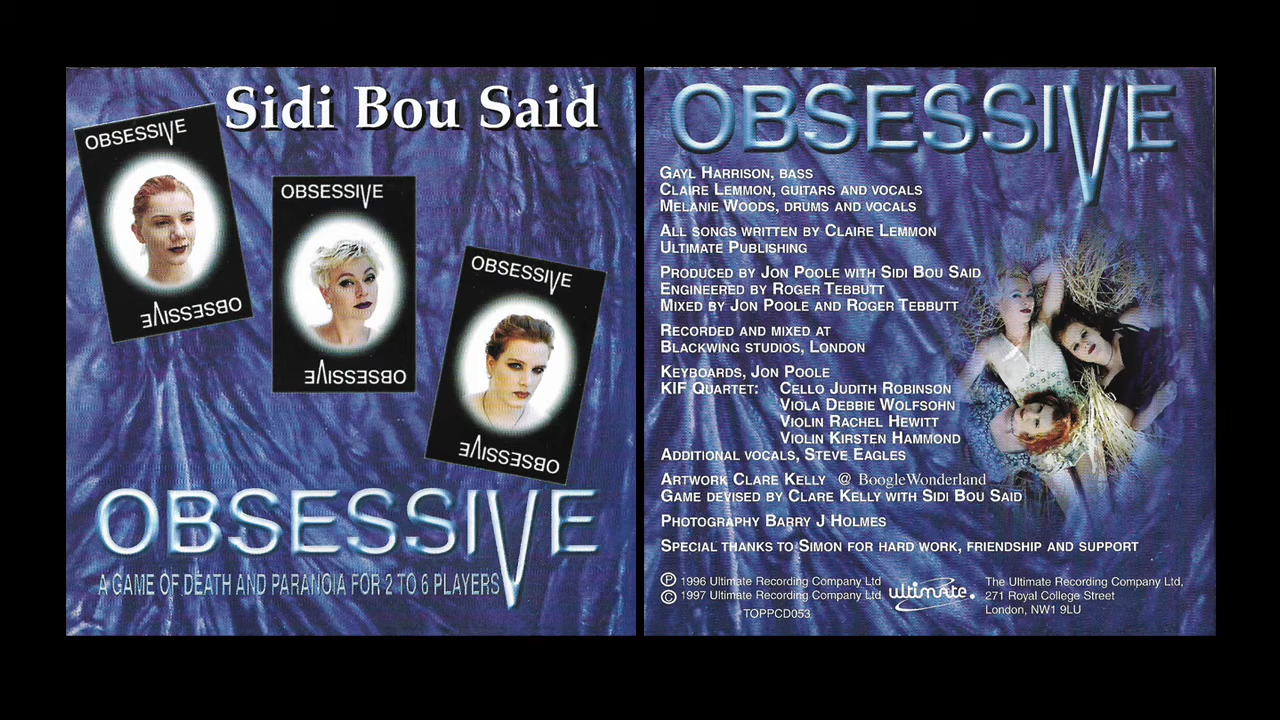 Sidi Bou Said
OBSESSIVE
OBSESSIVE
OBSESSIVE
OBSESSIVE
OBSESSIVE
OBSESSIVE
OBSESSIVE
A GAME OF DEATH AND PARANOIA FOR 2 TO 6 PLAYERS
OBSESSIVE
GAYL HARRISON, BASS
CLAIRE LEMMON, GUITARS AND VOCALS
MELANIE WOODS, DRUMS AND VOCALS
ALL SONGS WRITTEN BY CLAIRE LEMMON
ULTIMATE PUBLISHING
PRODUCED BY JON POOLE WITH SIDI BOU SAID
ENGINEERED BY ROGER TEBBUTT
MIXED BY JON POOLE AND ROGER TEBBUTT
RECORDED AND MIXED AT
BLACKWING STUDIOS, LONDON
KEYBOARDS, JON POOLE
KIF QUARTET: CELLO JUDITH ROBINSON
VIOLA DEBBIE WOLFSOHN
VIOLIN RACHEL HEWITT
VIOLIN KIRSTEN HAMMOND
ADDITIONAL VOCALS, STEVE EAGLES
ARTWORK CLARE KELLY @ BoogleWonderland
GAME DEVISED BY CLARE KELLY WITH SIDI BOU SAID
PHOTOGRAPHY BARRY J HOLMES
SPECIAL THANKS TO SIMON FOR HARD WORK, FRIENDSHIP AND SUPPORT
℗ 1996 Ultimate Recording Company Ltd
© 1997 Ultimate Recording Company Ltd
TOPPCD053
ultimate.
The Ultimate Recording Company Ltd,
271 Royal College Street
London, NW1 9LU